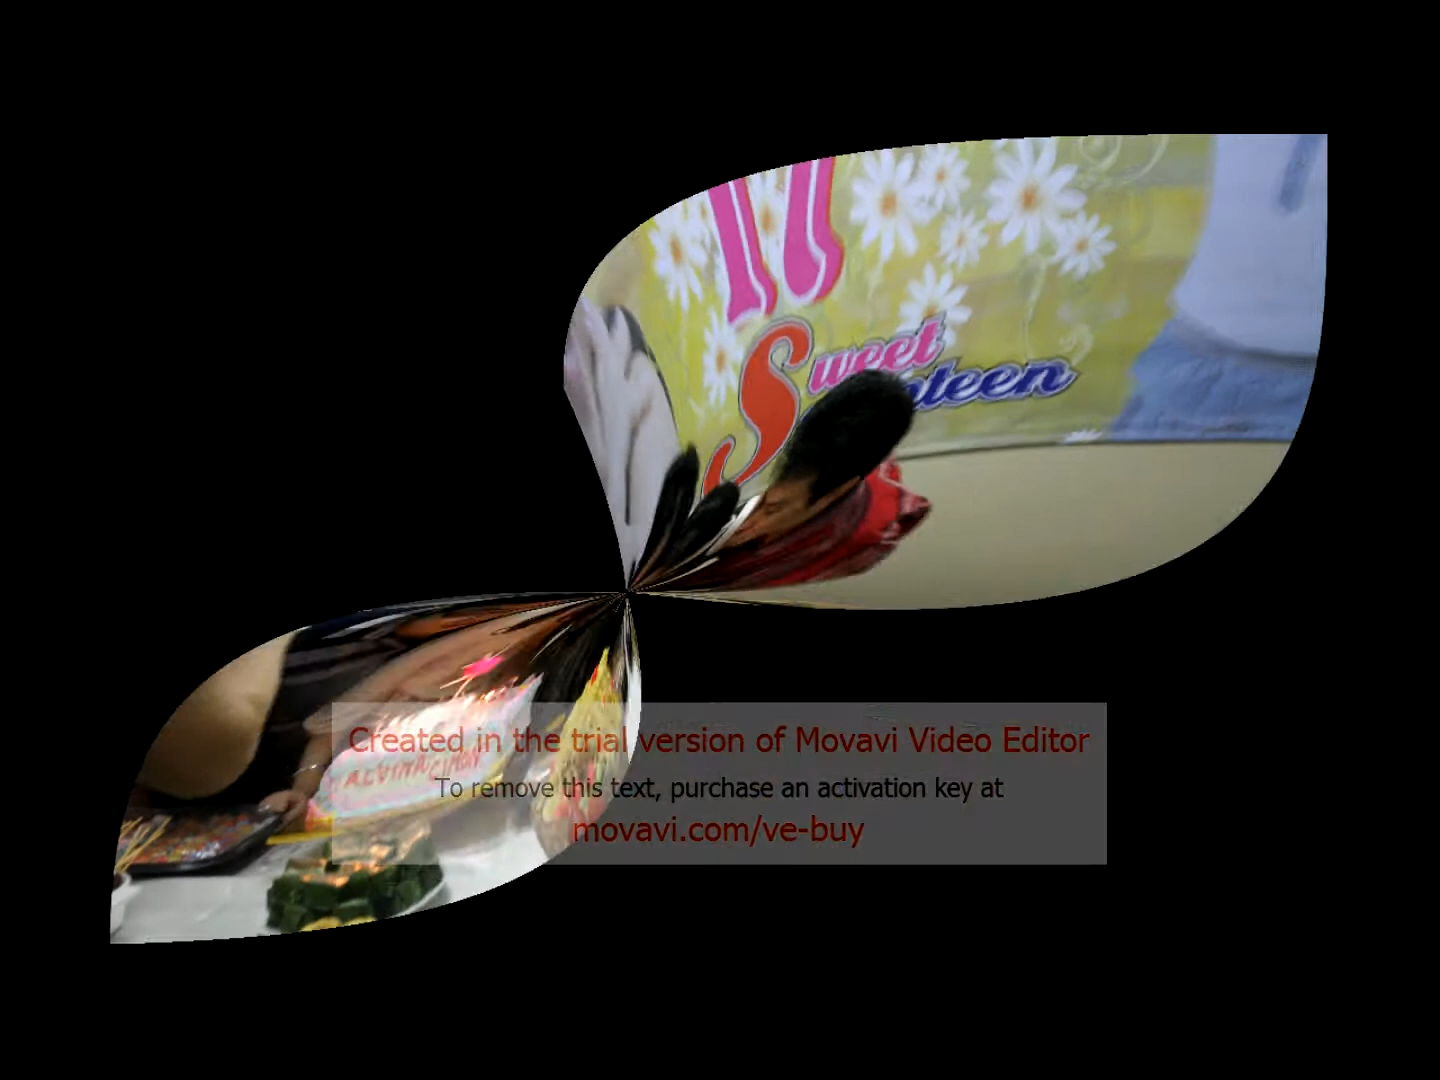 Sweet
teen
Created in the trial version of Movavi Video Editor
To remove this text, purchase an activation key at
movavi.com/ve-buy